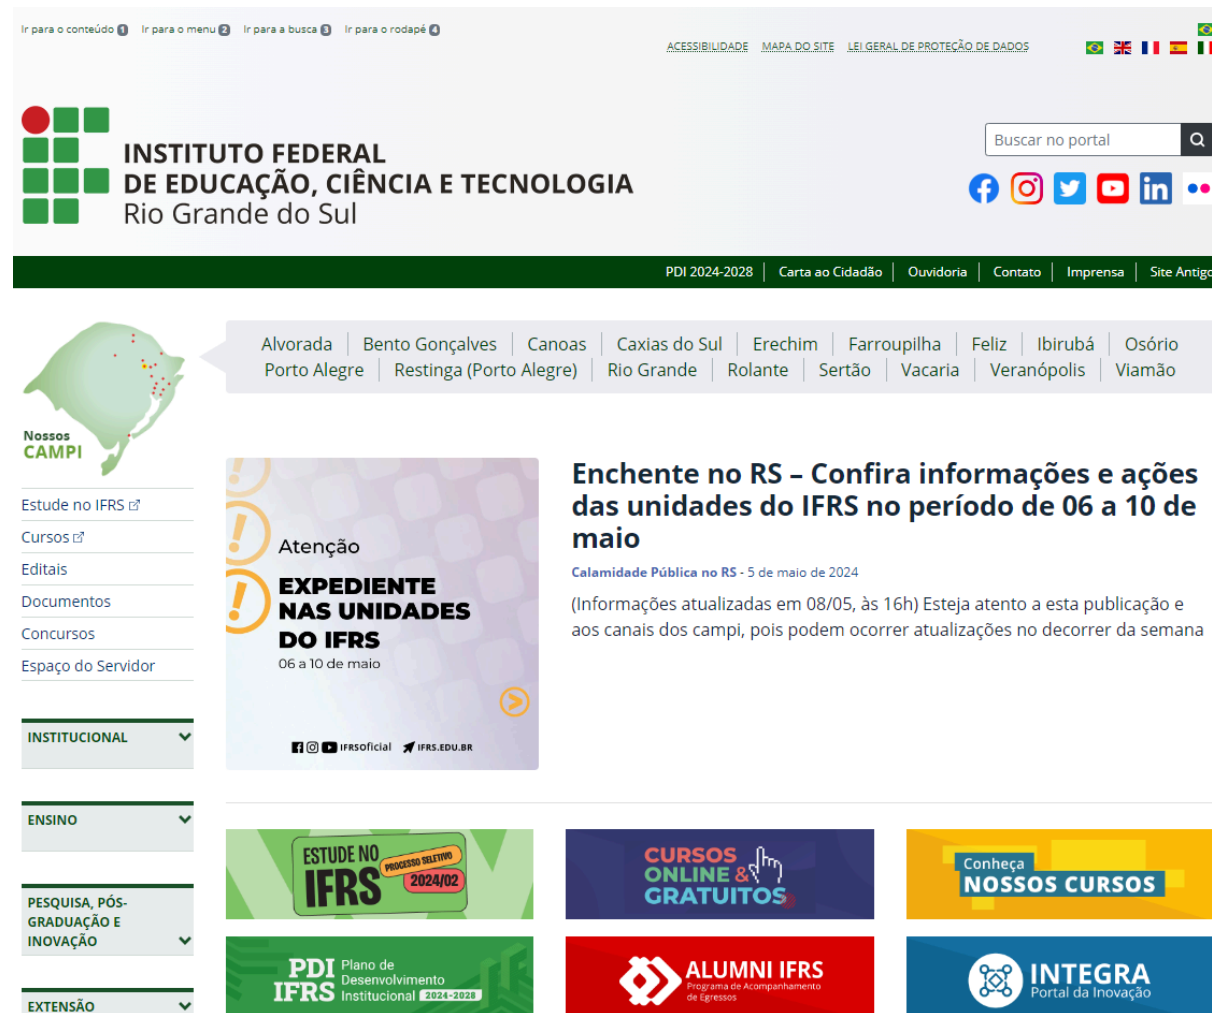 Ir para o conteúdo 1 Ir para o menu 2 Ir para a busca 3 Ir para o rodapé 4
ACESSIBILIDADE MAPA DO SITE LEI GERAL DE PROTEÇÃO DE DADOS
INSTITUTO FEDERAL
DE EDUCAÇÃO, CIÊNCIA E TECNOLOGIA
Rio Grande do Sul
Buscar no portal
PDI 2024-2028 Carta ao Cidadão Ouvidoria Contato Imprensa Site Antigo
Nossos
CAMPI
Alvorada Bento Gonçalves Canoas Caxias do Sul Erechim Farroupilha Feliz Ibirubá Osório
Porto Alegre Restinga (Porto Alegre) Rio Grande Rolante Sertão Vacaria Veranópolis Viamão
Estude no IFRS
Cursos
Editais
Documentos
Concursos
Espaço do Servidor
INSTITUCIONAL
ENSINO
PESQUISA, PÓS-
GRADUAÇÃO E
INOVAÇÃO
EXTENSÃO
Atenção
EXPEDIENTE
NAS UNIDADES
DO IFRS
06 a 10 de maio
IFRSOficial IFRS.EDU.BR
Enchente no RS – Confira informações e ações
das unidades do IFRS no período de 06 a 10 de
maio
Calamidade Pública no RS - 5 de maio de 2024
(Informações atualizadas em 08/05, às 16h) Esteja atento a esta publicação e
aos canais dos campi, pois podem ocorrer atualizações no decorrer da semana
ESTUDE NO
IFRS
PROCESSO SELETIVO
2024/02
CURSOS
ONLINE &
GRATUITOS
Conheça
NOSSOS CURSOS
PDI
IFRS
Plano de
Desenvolvimento
Institucional 2024-2028
ALUMNI IFRS
Programa de Acompanhamento
de Egressos
INTEGRA
Portal da Inovação